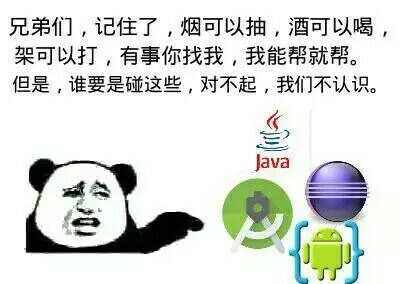 兄弟们，记住了，烟可以抽，酒可以喝，
架可以打，有事你找我，我能帮就帮。
但是，谁要是碰这些，对不起，我们不认识。
Java